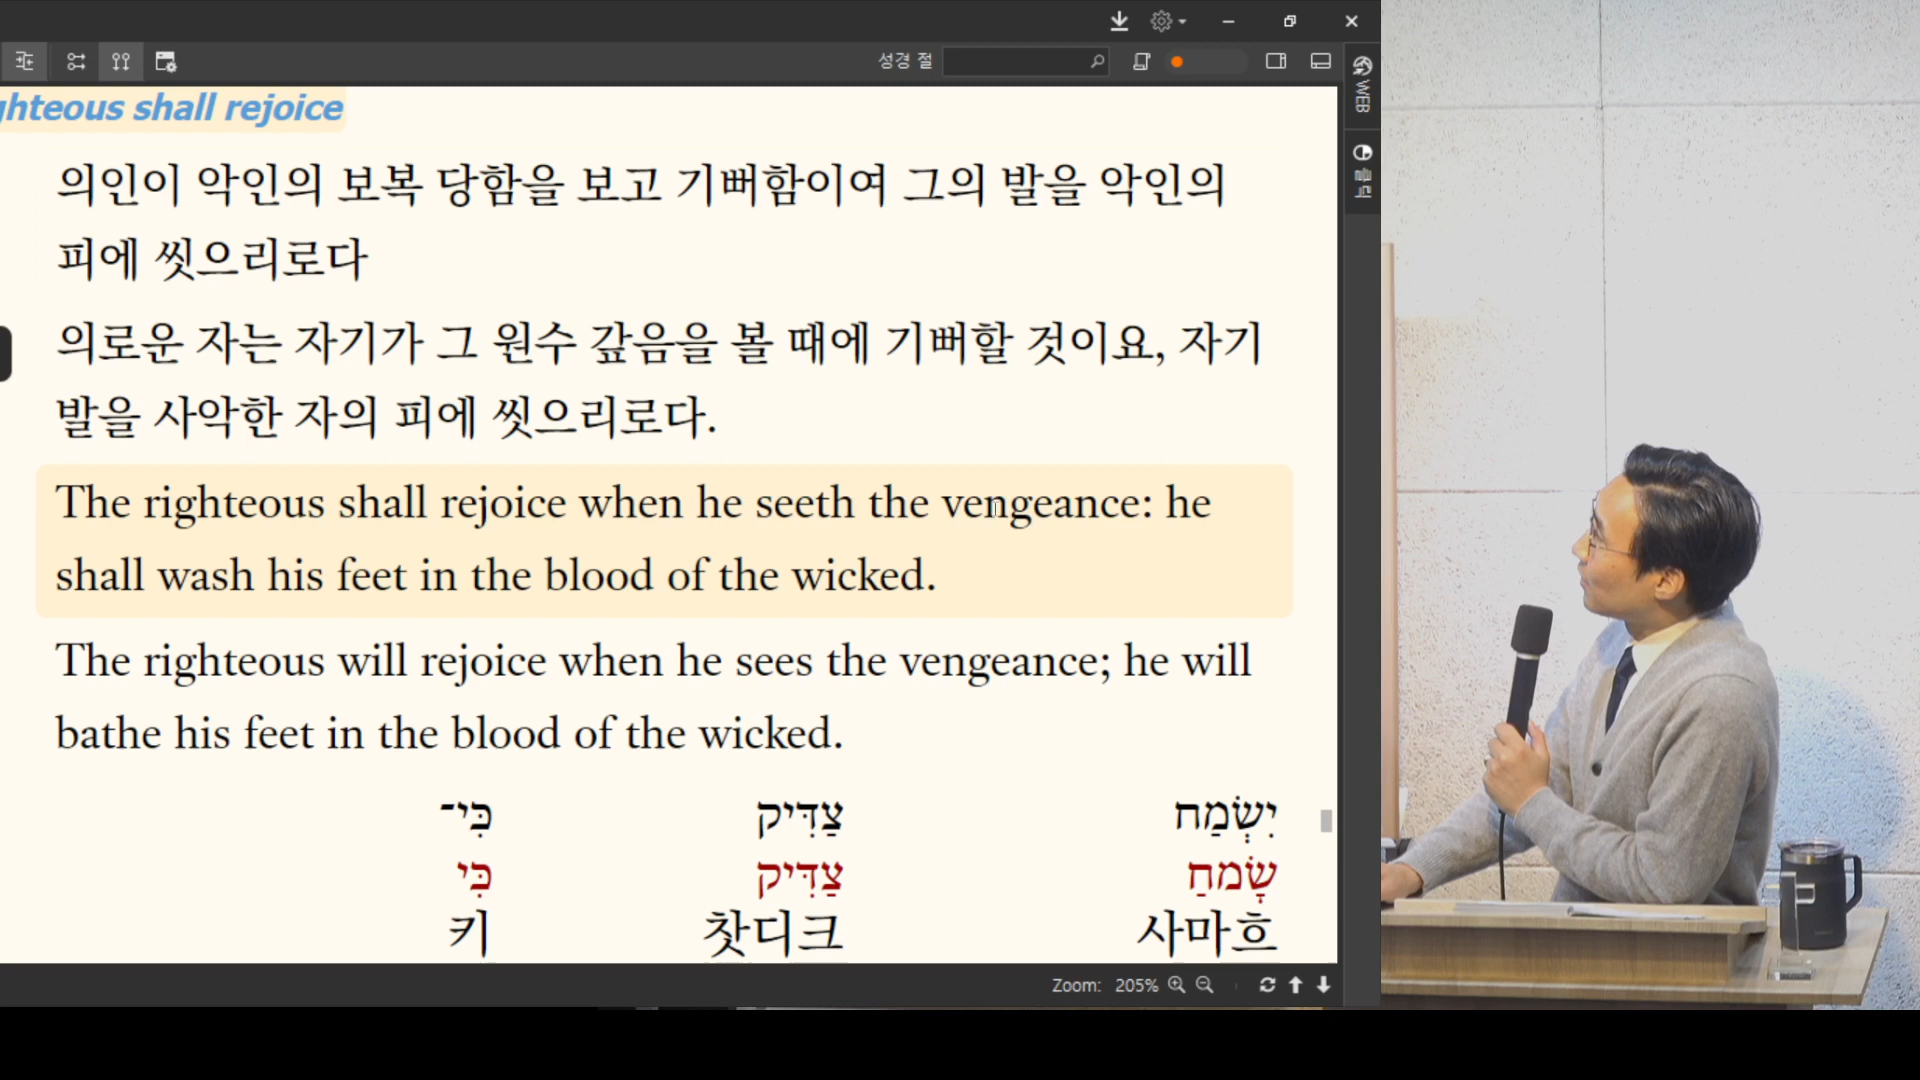 성경 절
ghteous shall rejoice
의인이 악인의 보복 당함을 보고 기뻐함이여 그의 발을 악인의
피에 씻으리로다
의로운 자는 자기가 그 원수 갚음을 볼 때에 기뻐할 것이요, 자기
발을 사악한 자의 피에 씻으리로다.
The righteous shall rejoice when he seeth the vengeance: he
shall wash his feet in the blood of the wicked.
The righteous will rejoice when he sees the vengeance; he will
bathe his feet in the blood of the wicked.
יִשְׂמַח צַדִּיק כִּי־
שָׂמחַ צַדִּיק כִּי
키 찻디크 사마흐
Zoom: 205%
WEB
클릭